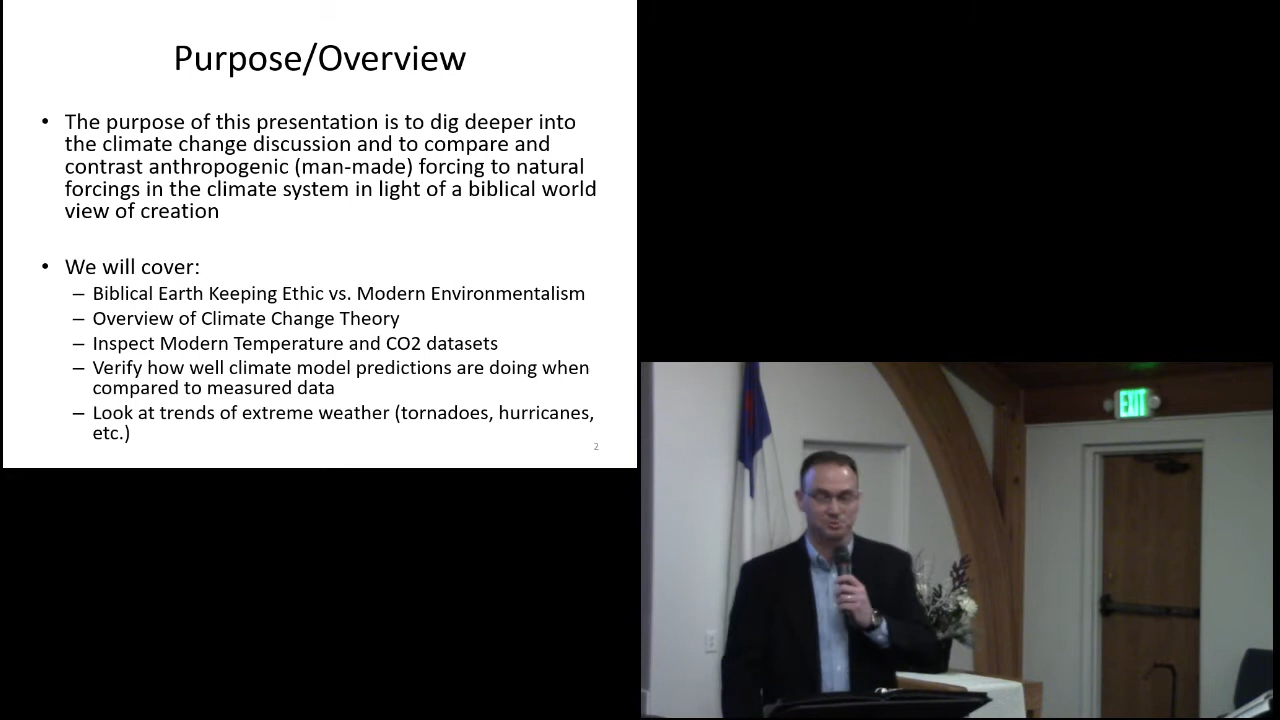 Purpose/Overview
• The purpose of this presentation is to dig deeper into
the climate change discussion and to compare and
contrast anthropogenic (man-made) forcing to natural
forcings in the climate system in light of a biblical world
view of creation
• We will cover:
– Biblical Earth Keeping Ethic vs. Modern Environmentalism
– Overview of Climate Change Theory
– Inspect Modern Temperature and CO2 datasets
– Verify how well climate model predictions are doing when
compared to measured data
– Look at trends of extreme weather (tornadoes, hurricanes,
etc.)
2
EXIT